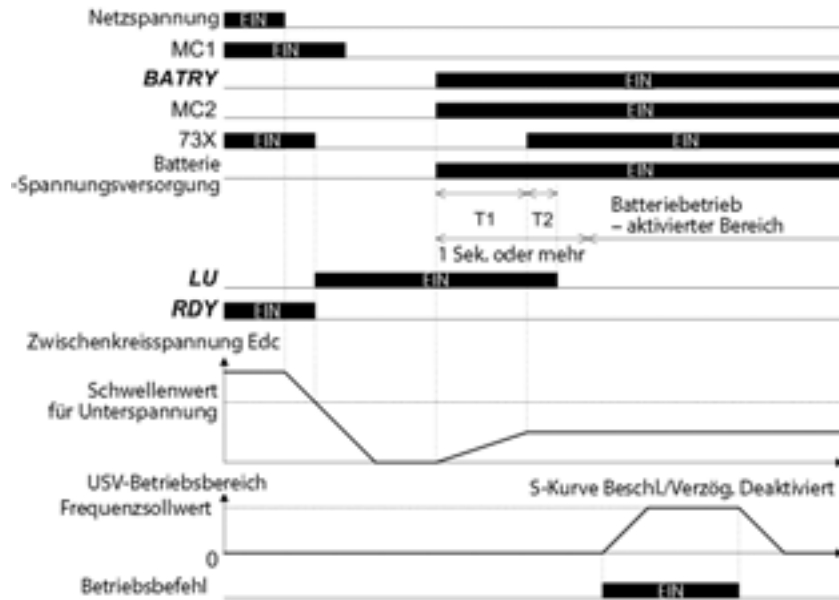 Netzspannung EIN
MC1 EIN
BATRY EIN
MC2 EIN
73X EIN EIN
Batterie
-Spannungsversorgung EIN
T1 T2 Batteriebetrieb
– aktivierter Bereich
1 Sek. oder mehr
LU EIN
RDY EIN
Zwischenkreisspannung Edc
Schwellenwert
für Unterspannung
USV-Betriebsbereich S-Kurve Beschl./Verzög. Deaktiviert
Frequenzsollwert
0
Betriebsbefehl EIN